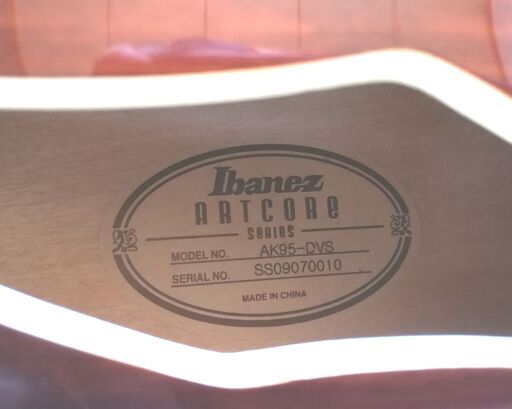 Ibanez
ARTCORE
SERIES
MODEL NO. AK95-DVS
SERIAL NO. SS09070010
MADE IN CHINA